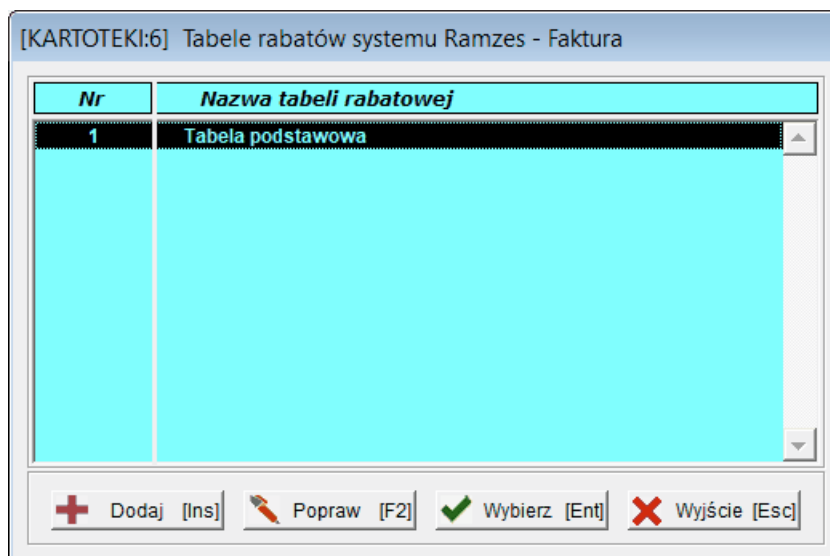 [KARTOTEKI:6] Tabele rabatów systemu Ramzes - Faktura
Nr Nazwa tabeli rabatowej
1 Tabela podstawowa
Dodaj [Ins] Popraw [F2] Wybierz [Ent] Wyjście [Esc]